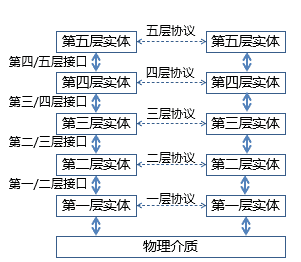 五层协议
第五层实体 第五层实体
第四/五层接口
四层协议
第四层实体 第四层实体
第三/四层接口
三层协议
第三层实体 第三层实体
第二/三层接口
二层协议
第二层实体 第二层实体
第一/二层接口
一层协议
第一层实体 第一层实体
物理介质